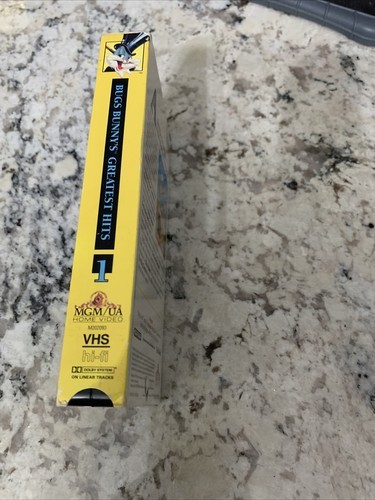 BUGS BUNNY'S GREATEST HITS
1
MGM/UA
HOME VIDEO
VHS
hi-fi
DOLBY SYSTEM
ON LINEAR TRACKS